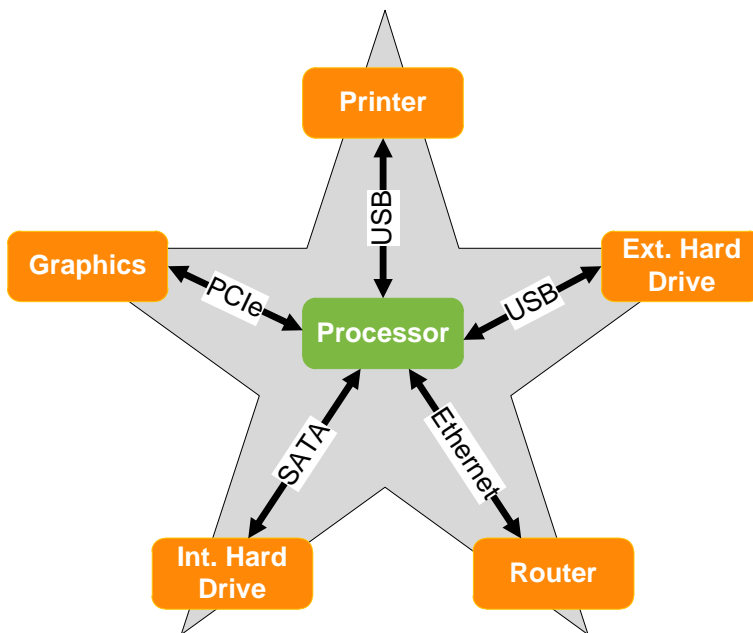 Printer
USB
Graphics
PCIe
Ext. Hard
Drive
USB
Processor
SATA
Ethernet
Int. Hard
Drive
Router